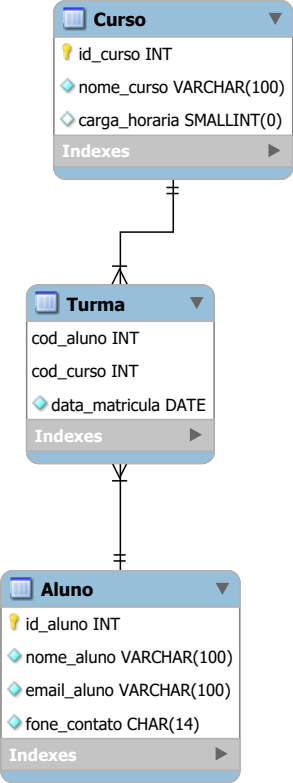 Curso
id_curso INT
nome_curso VARCHAR(100)
carga_horaria SMALLINT(0)
Indexes
Turma
cod_aluno INT
cod_curso INT
data_matricula DATE
Indexes
Aluno
id_aluno INT
nome_aluno VARCHAR(100)
email_aluno VARCHAR(100)
fone_contato CHAR(14)
Indexes